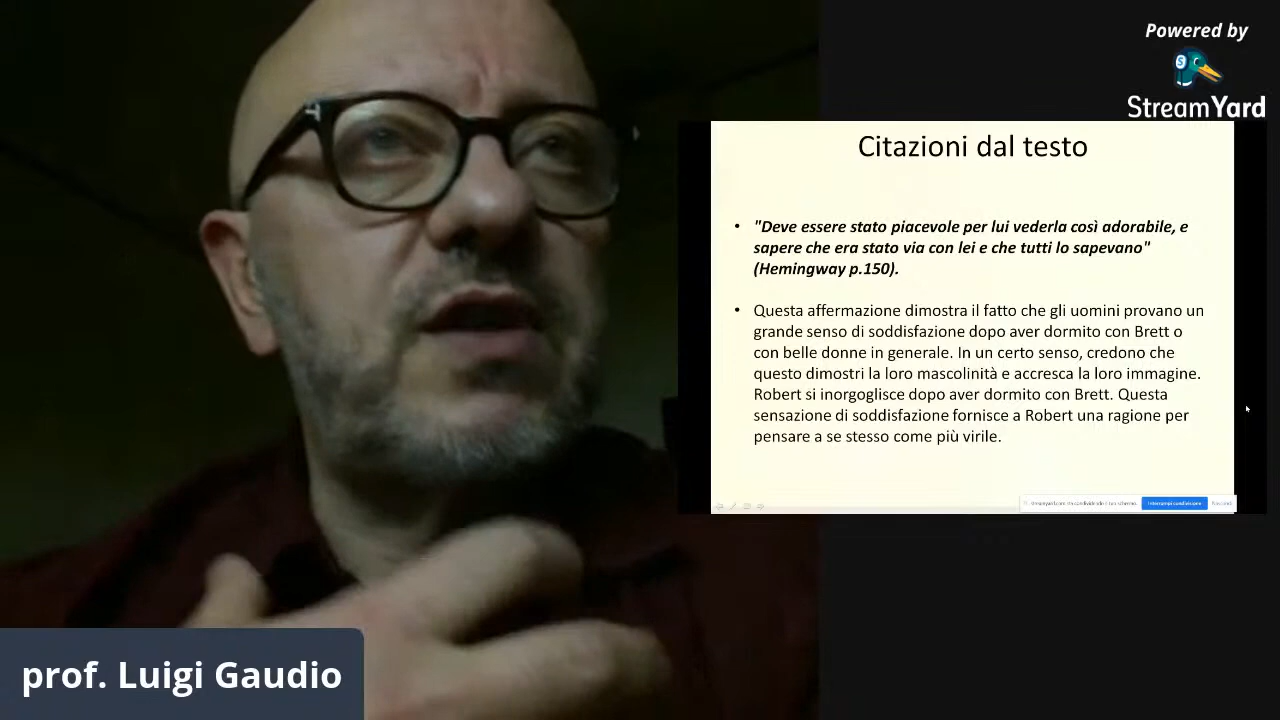 Powered by
StreamYard
Citazioni dal testo
• "Deve essere stato piacevole per lui vederla così adorabile, e
sapere che era stato via con lei e che tutti lo sapevano"
(Hemingway p.150).
• Questa affermazione dimostra il fatto che gli uomini provano un
grande senso di soddisfazione dopo aver dormito con Brett o
con belle donne in generale. In un certo senso, credono che
questo dimostri la loro mascolinità e accresca la loro immagine.
Robert si inorgoglisce dopo aver dormito con Brett. Questa
sensazione di soddisfazione fornisce a Robert una ragione per
pensare a se stesso come più virile.
Interrompi condivisione
prof. Luigi Gaudio